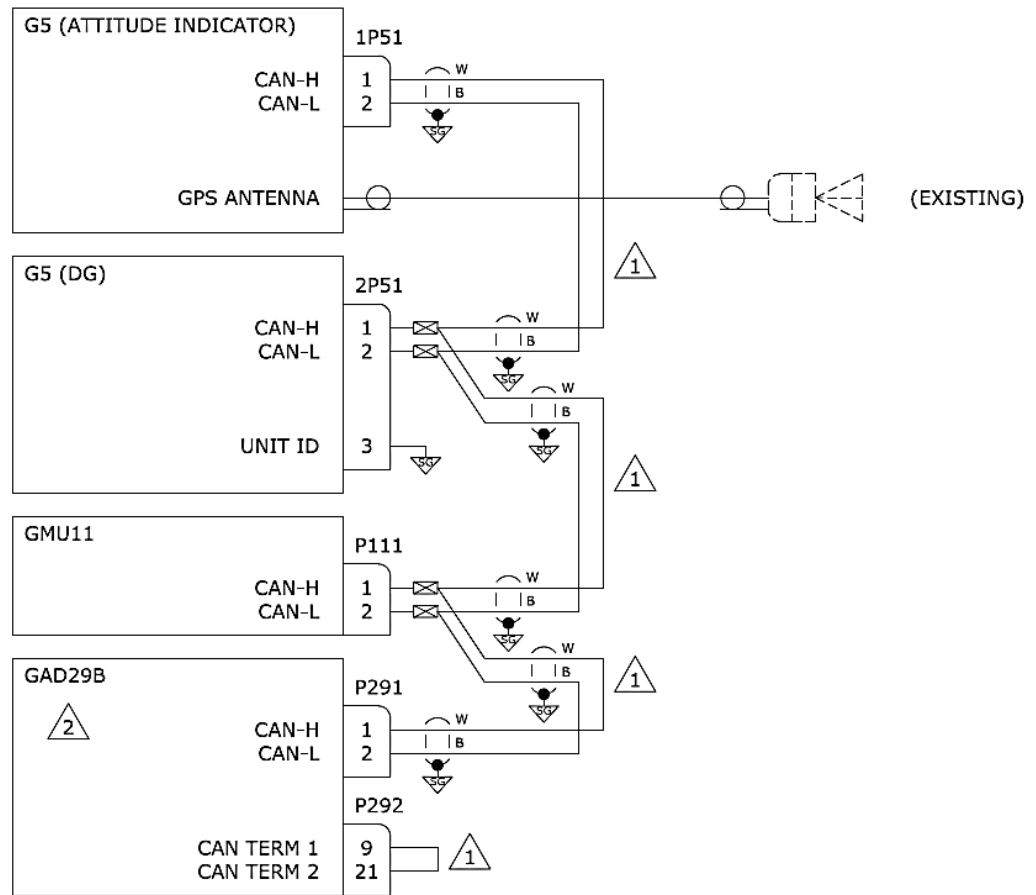 G5 (ATTITUDE INDICATOR)
1P51
CAN-H 1 W
CAN-L 2 B
SG
GPS ANTENNA (EXISTING)
1
G5 (DG)
2P51
CAN-H 1 W
CAN-L 2 B
SG
W
B
SG
UNIT ID 3 SG
1
GMU11
P111
CAN-H 1 W
CAN-L 2 B
SG
W
B
SG
1
GAD29B
2
P291
CAN-H 1 W
CAN-L 2 B
SG
P292
CAN TERM 1 9
CAN TERM 2 21
1